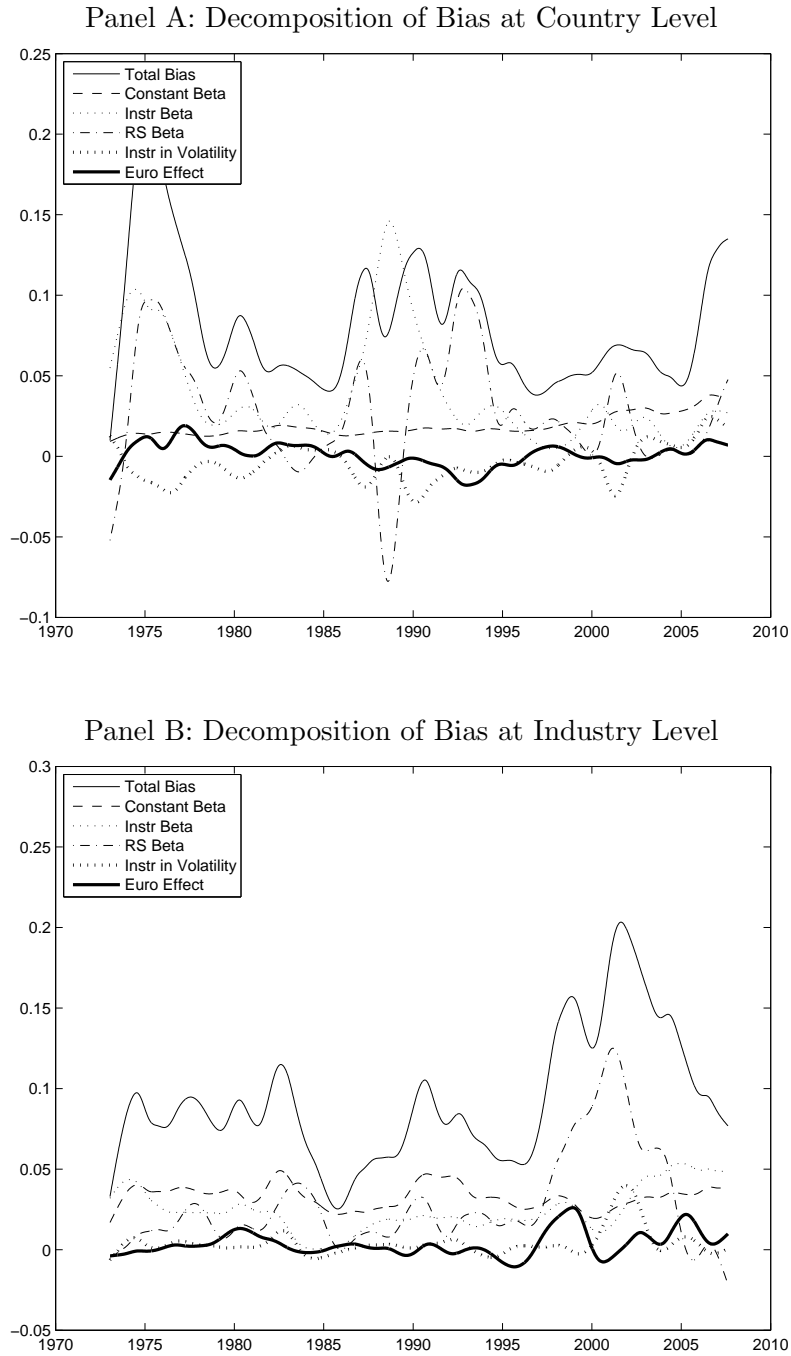 Panel A: Decomposition of Bias at Country Level
0.25
Total Bias
Constant Beta
Instr Beta
RS Beta
Instr in Volatility
Euro Effect
0.2
0.15
0.1
0.05
0
−0.05
−0.1
1970 1975 1980 1985 1990 1995 2000 2005 2010
Panel B: Decomposition of Bias at Industry Level
0.3
Total Bias
Constant Beta
Instr Beta
RS Beta
Instr in Volatility
Euro Effect
0.25
0.2
0.15
0.1
0.05
0
−0.05
1970 1975 1980 1985 1990 1995 2000 2005 2010